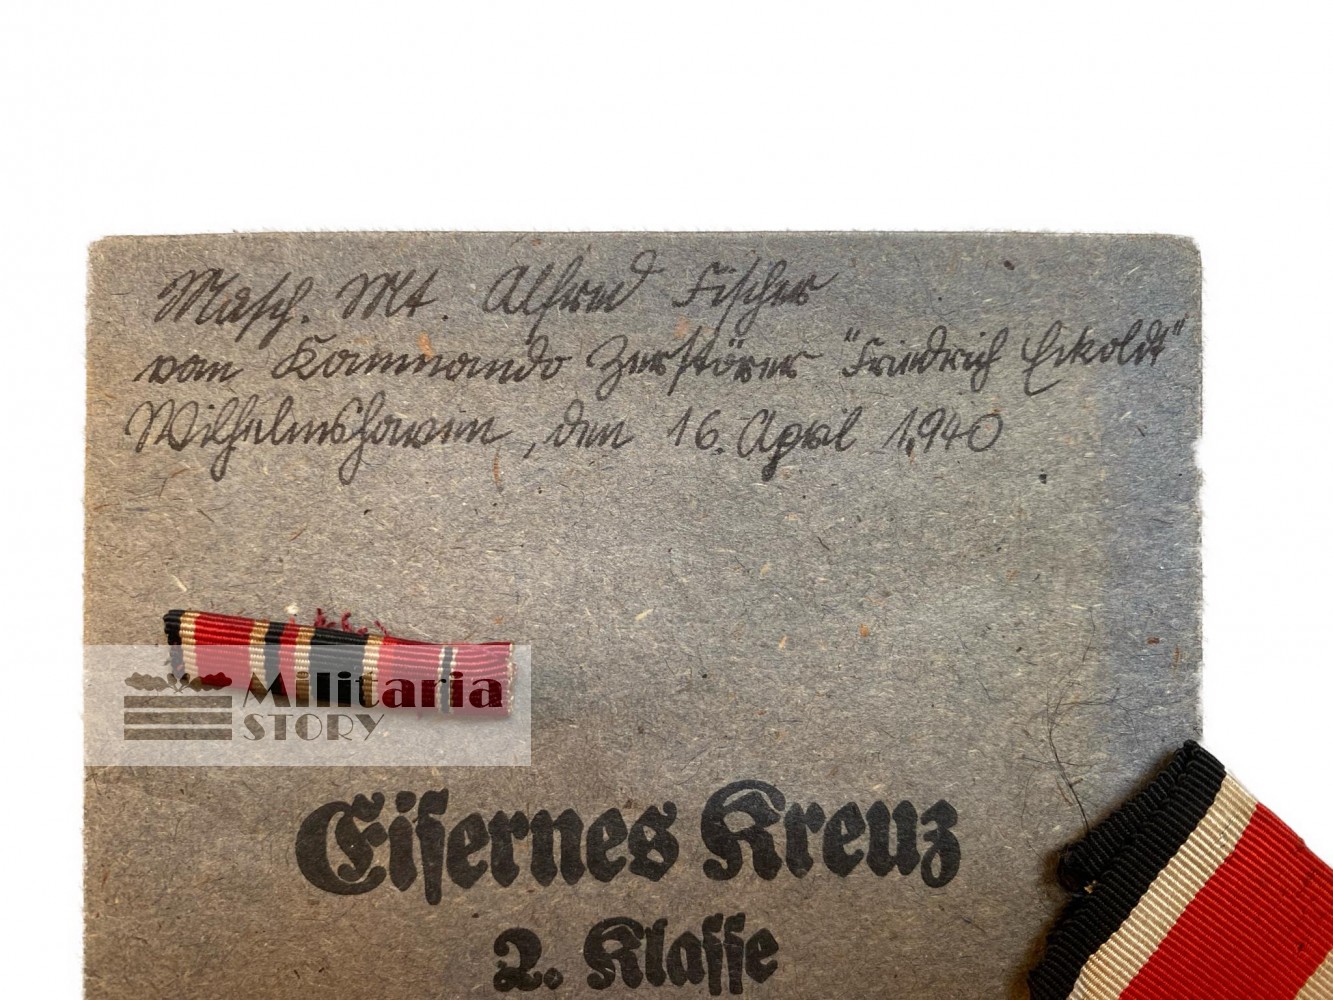 Masch. Mt. Alfred Fischer
vom Kommando Zerstörer "Friedrich Eckoldt"
Wilhelmshaven, den 16. April 1940
Militaria
STORY
Eisernes Kreuz
2. Klasse